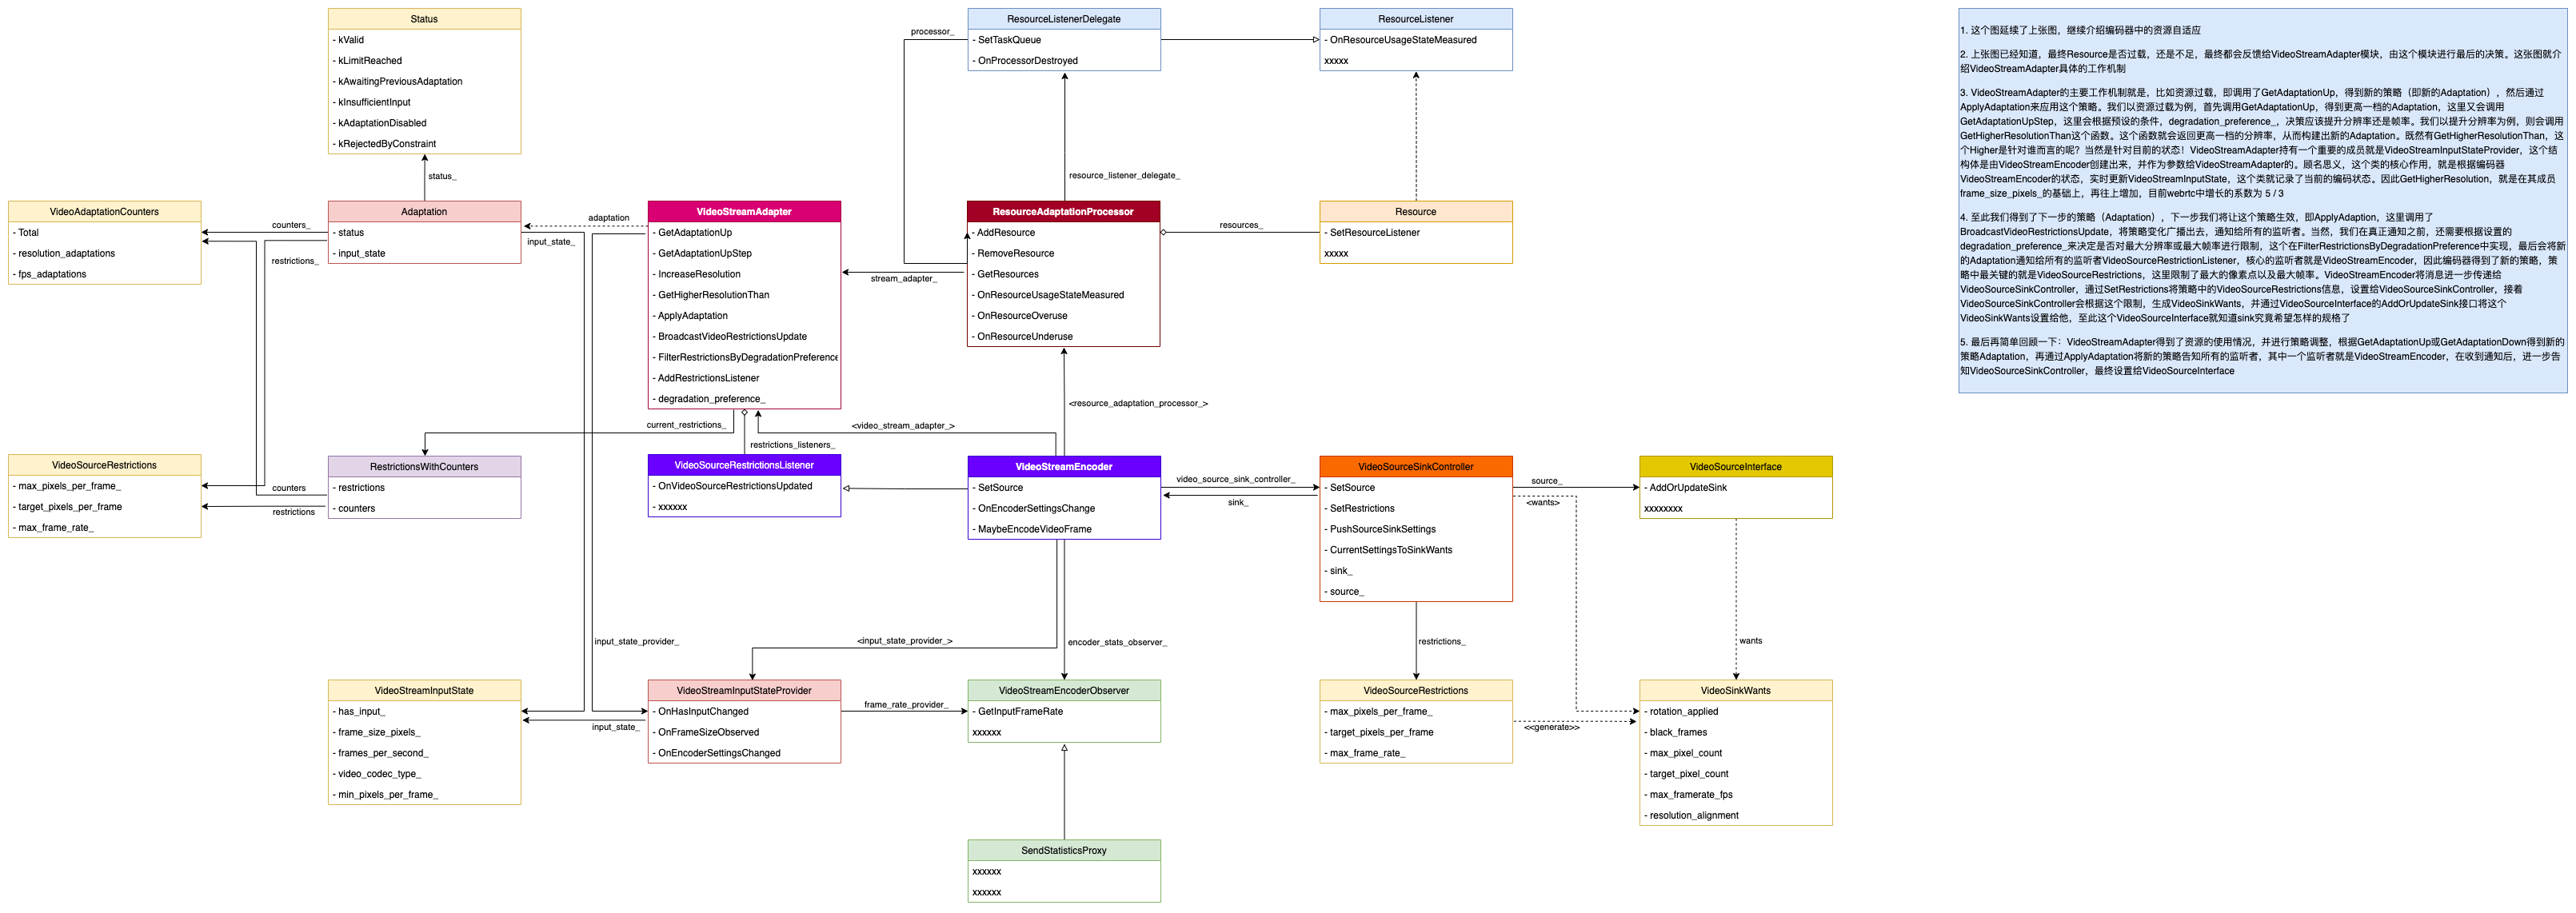 Status
- kValid
- kLimitReached
- kAwaitingPreviousAdaptation
- kInsufficientInput
- kAdaptationDisabled
- kRejectedByConstraint
status_
ResourceListenerDelegate
- SetTaskQueue
- OnProcessorDestroyed
processor_
ResourceListener
- OnResourceUsageStateMeasured
xxxxx
resource_listener_delegate_
VideoAdaptationCounters
- Total
- resolution_adaptations
- fps_adaptations
counters_
restrictions_
Adaptation
- status
- input_state
adaptation
input_state_
VideoStreamAdapter
- GetAdaptationUp
- GetAdaptationUpStep
- IncreaseResolution
- GetHigherResolutionThan
- ApplyAdaptation
- BroadcastVideoRestrictionsUpdate
- FilterRestrictionsByDegradationPreference
- AddRestrictionsListener
- degradation_preference_
stream_adapter_
ResourceAdaptationProcessor
- AddResource
- RemoveResource
- GetResources
- OnResourceUsageStateMeasured
- OnResourceOveruse
- OnResourceUnderuse
resources_
Resource
- SetResourceListener
xxxxx
<resource_adaptation_processor_>
current_restrictions_
restrictions_listeners_
<video_stream_adapter_>
VideoSourceRestrictions
- max_pixels_per_frame_
- target_pixels_per_frame
- max_frame_rate_
counters
restrictions
RestrictionsWithCounters
- restrictions
- counters
VideoSourceRestrictionsListener
- OnVideoSourceRestrictionsUpdated
- xxxxxx
VideoStreamEncoder
- SetSource
- OnEncoderSettingsChange
- MaybeEncodeVideoFrame
video_source_sink_controller_
sink_
VideoSourceSinkController
- SetSource
- SetRestrictions
- PushSourceSinkSettings
- CurrentSettingsToSinkWants
- sink_
- source_
source_
<wants>
VideoSourceInterface
- AddOrUpdateSink
xxxxxxxx
input_state_provider_
<input_state_provider_>
encoder_stats_observer_
restrictions_
wants
VideoStreamInputState
- has_input_
- frame_size_pixels_
- frames_per_second_
- video_codec_type_
- min_pixels_per_frame_
input_state_
VideoStreamInputStateProvider
- OnHasInputChanged
- OnFrameSizeObserved
- OnEncoderSettingsChanged
frame_rate_provider_
VideoStreamEncoderObserver
- GetInputFrameRate
xxxxxx
VideoSourceRestrictions
- max_pixels_per_frame_
- target_pixels_per_frame
- max_frame_rate_
<<generate>>
VideoSinkWants
- rotation_applied
- black_frames
- max_pixel_count
- target_pixel_count
- max_framerate_fps
- resolution_alignment
SendStatisticsProxy
xxxxxx
xxxxxx
1. 这个图延续了上张图，继续介绍编码器中的资源自适应
2. 上张图已经知道，最终Resource是否过载，还是不足，最终都会反馈给VideoStreamAdapter模块，由这个模块进行最后的决策。这张图就介
绍VideoStreamAdapter具体的工作机制
3. VideoStreamAdapter的主要工作机制就是，比如资源过载，即调用了GetAdaptationUp，得到新的策略（即新的Adaptation），然后通过
ApplyAdaptation来应用这个策略。我们以资源过载为例，首先调用GetAdaptationUp，得到更高一档的Adaptation，这里又会调用
GetAdaptationUpStep，这里会根据预设的条件，degradation_preference_，决策应该提升分辨率还是帧率。我们以提升分辨率为例，则会调用
GetHigherResolutionThan这个函数。这个函数就会返回更高一档的分辨率，从而构建出新的Adaptation。既然有GetHigherResolutionThan，这
个Higher是针对谁而言的呢？当然是针对目前的状态！VideoStreamAdapter持有一个重要的成员就是VideoStreamInputStateProvider，这个结
构体是由VideoStreamEncoder创建出来，并作为参数给VideoStreamAdapter的。顾名思义，这个类的核心作用，就是根据编码器
VideoStreamEncoder的状态，实时更新VideoStreamInputState，这个类就记录了当前的编码状态。因此GetHigherResolution，就是在其成员
frame_size_pixels_的基础上，再往上增加，目前webrtc中增长的系数为 5 / 3
4. 至此我们得到了下一步的策略（Adaptation），下一步我们将让这个策略生效，即ApplyAdaption，这里调用了
BroadcastVideoRestrictionsUpdate，将策略变化广播出去，通知给所有的监听者。当然，我们在真正通知之前，还需要根据设置的
degradation_preference_来决定是否对最大分辨率或最大帧率进行限制，这个在FilterRestrictionsByDegradationPreference中实现，最后会将新
的Adaptation通知给所有的监听者VideoSourceRestrictionListener，核心的监听者就是VideoStreamEncoder，因此编码器得到了新的策略，策
略中最关键的就是VideoSourceRestrictions，这里限制了最大的像素点以及最大帧率。VideoStreamEncoder将消息进一步传递给
VideoSourceSinkController，通过SetRestrictions将策略中的VideoSourceRestrictions信息，设置给VideoSourceSinkController，接着
VideoSourceSinkController会根据这个限制，生成VideoSinkWants，并通过VideoSourceInterface的AddOrUpdateSink接口将这个
VideoSinkWants设置给他，至此这个VideoSourceInterface就知道sink究竟希望怎样的规格了
5. 最后再简单回顾一下：VideoStreamAdapter得到了资源的使用情况，并进行策略调整，根据GetAdaptationUp或GetAdaptationDown得到新的
策略Adaptation，再通过ApplyAdaptation将新的策略告知所有的监听者，其中一个监听者就是VideoStreamEncoder，在收到通知后，进一步告
知VideoSourceSinkController，最终设置给VideoSourceInterface